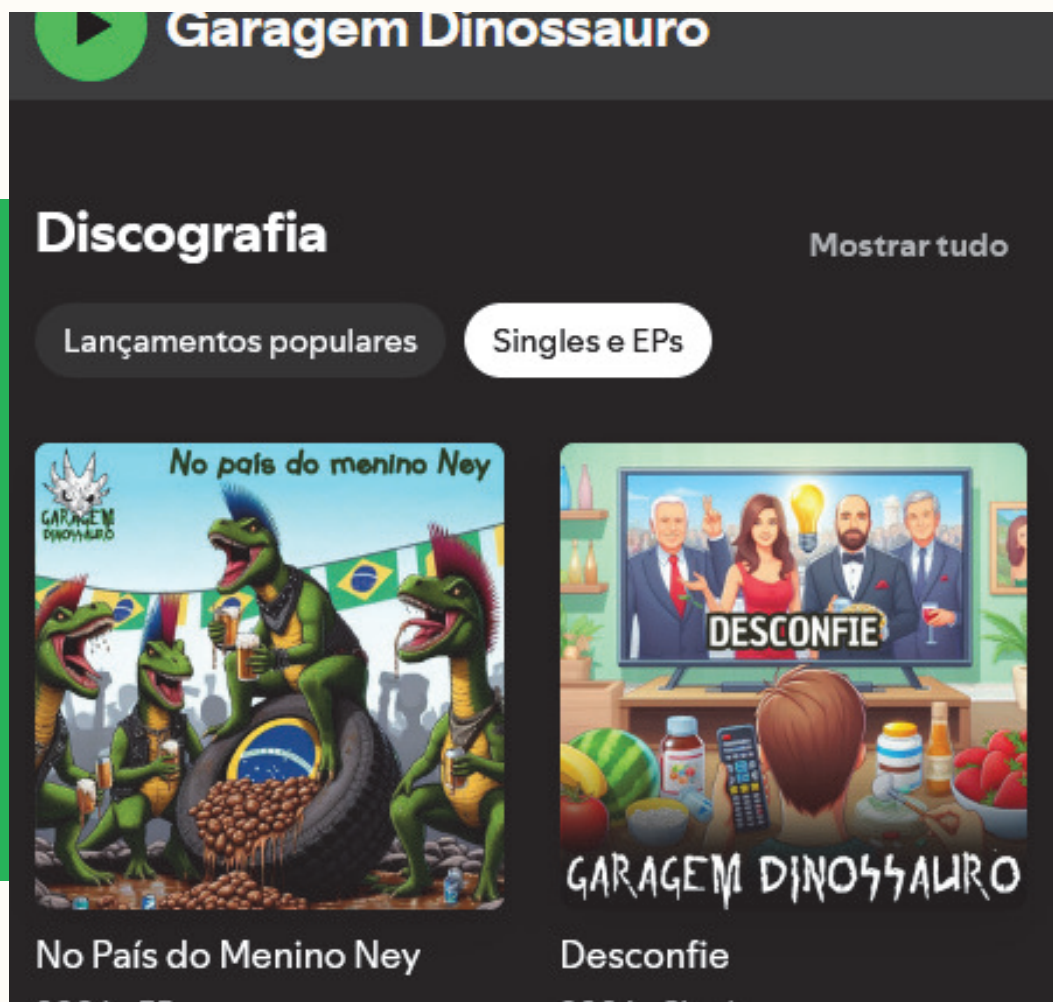 Garagem Dinossauro
Discografia
Mostrar tudo
Lançamentos populares
Singles e EPs
No país do menino Ney
GARAGEM
DINOSSAURO
DESCONFIE
GARAGEM DINOSSAURO
No País do Menino Ney
Desconfie